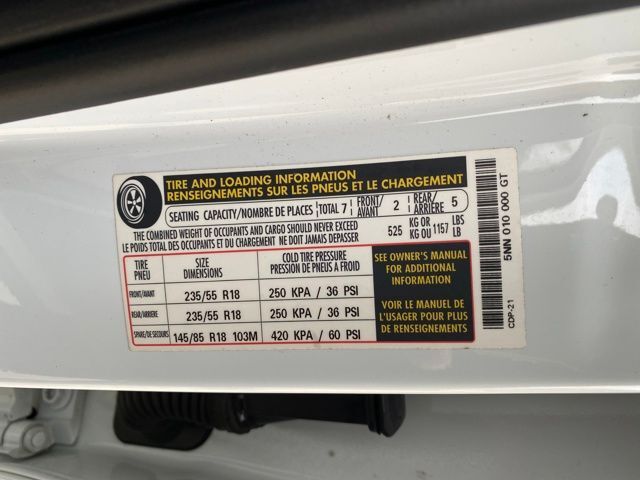 TIRE AND LOADING INFORMATION
RENSEIGNEMENTS SUR LES PNEUS ET LE CHARGEMENT
SEATING CAPACITY/NOMBRE DE PLACES TOTAL 7 FRONT/AVANT 2 REAR/ARRIÈRE 5
THE COMBINED WEIGHT OF OCCUPANTS AND CARGO SHOULD NEVER EXCEED 525 KG OR 1157 LBS
LE POIDS TOTAL DES OCCUPANTS ET DU CHARGEMENT NE DOIT JAMAIS DEPASSER KG OU LB
TIRE SIZE COLD TIRE PRESSURE
PNEU DIMENSIONS PRESSION DE PNEUS A FROID
FRONT/AVANT 235/55 R18 250 KPA / 36 PSI
REAR/ARRIERE 235/55 R18 250 KPA / 36 PSI
SPARE/DE SECOURS 145/85 R18 103M 420 KPA / 60 PSI
SEE OWNER'S MANUAL
FOR ADDITIONAL
INFORMATION
VOIR LE MANUEL DE
L'USAGER POUR PLUS
DE RENSEIGNEMENTS
5NN 010 000 GT
CDP-21